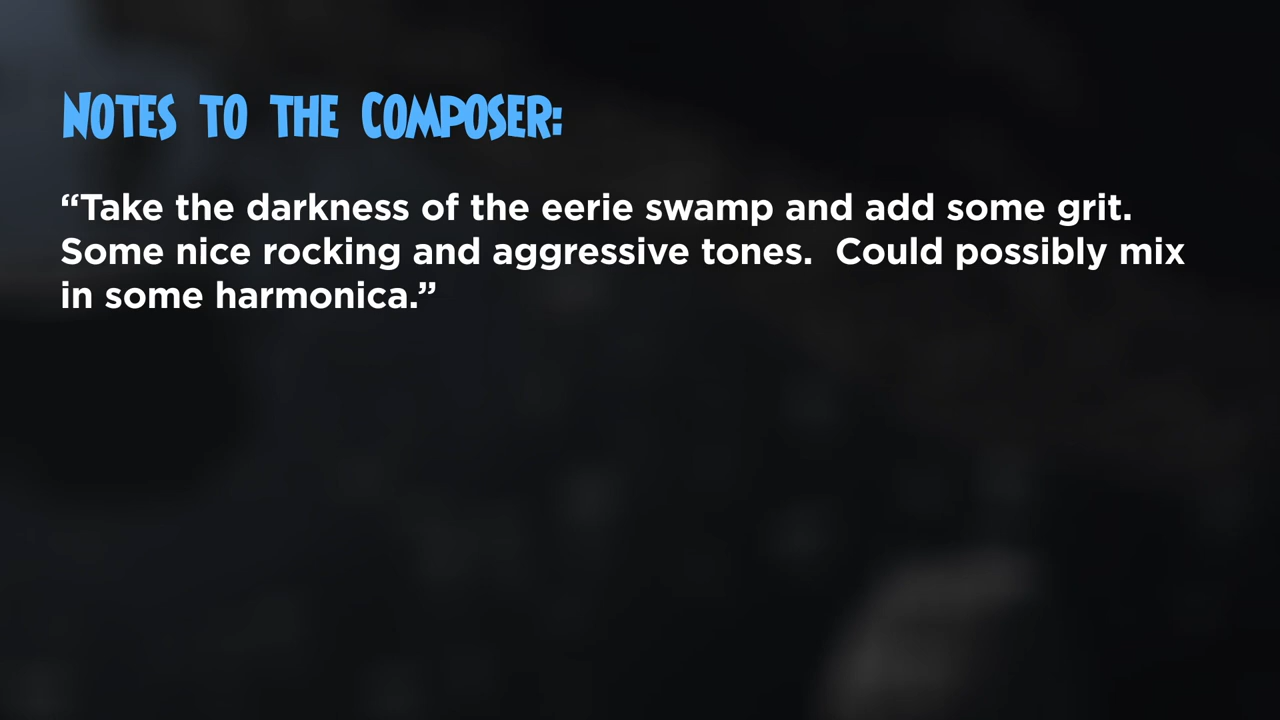 Notes to the Composer:
“Take the darkness of the eerie swamp and add some grit.
Some nice rocking and aggressive tones.  Could possibly mix
in some harmonica.”